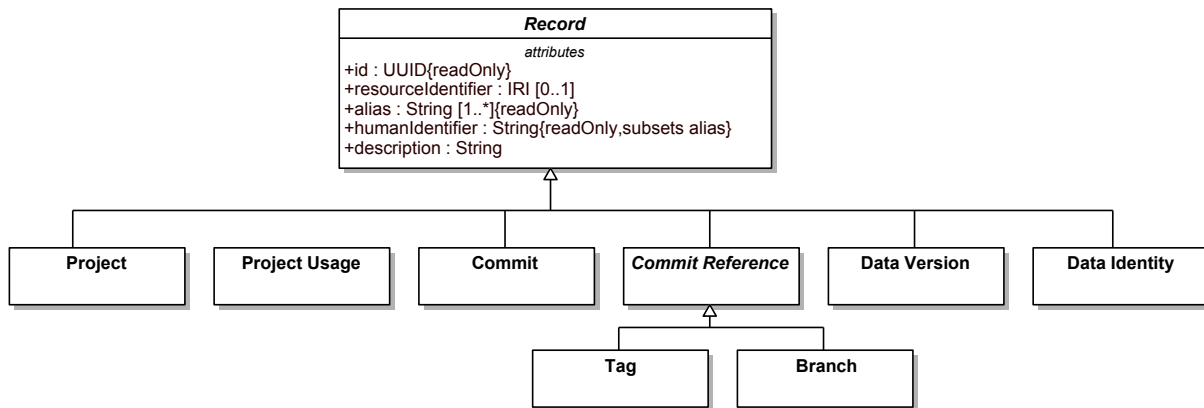 Record
attributes
+id : UUID{readOnly}
+resourceIdentifier : IRI [0..1]
+alias : String [1..*]{readOnly}
+humanIdentifier : String{readOnly,subsets alias}
+description : String
Project
Project Usage
Commit
Commit Reference
Data Version
Data Identity
Tag
Branch